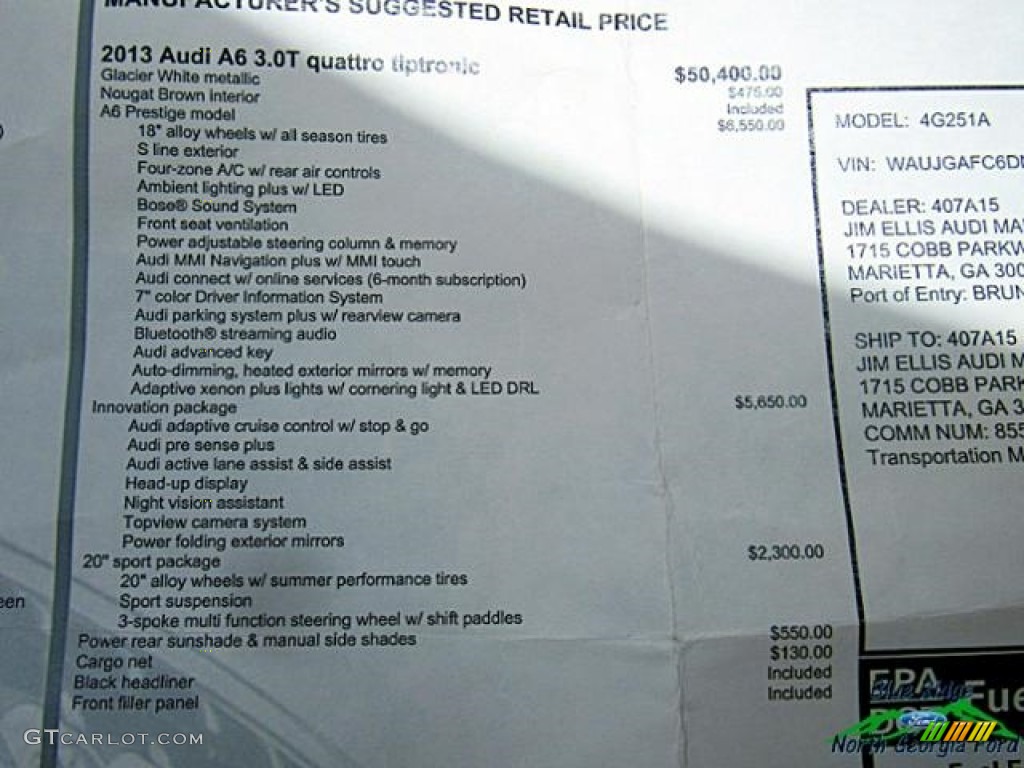 MANUFACTURER'S SUGGESTED RETAIL PRICE
2013 Audi A6 3.0T quattro tiptronic $50,400.00
Glacier White metallic $475.00
Nougat Brown interior Included
A6 Prestige model $6,550.00
18" alloy wheels w/ all season tires
S line exterior
Four-zone A/C w/ rear air controls
Ambient lighting plus w/ LED
Bose® Sound System
Front seat ventilation
Power adjustable steering column & memory
Audi MMI Navigation plus w/ MMI touch
Audi connect w/ online services (6-month subscription)
7" color Driver Information System
Audi parking system plus w/ rearview camera
Bluetooth® streaming audio
Audi advanced key
Auto-dimming, heated exterior mirrors w/ memory
Adaptive xenon plus lights w/ cornering light & LED DRL
Innovation package $5,650.00
Audi adaptive cruise control w/ stop & go
Audi pre sense plus
Audi active lane assist & side assist
Head-up display
Night vision assistant
Topview camera system
Power folding exterior mirrors
20" sport package $2,300.00
20" alloy wheels w/ summer performance tires
Sport suspension
3-spoke multi function steering wheel w/ shift paddles
Power rear sunshade & manual side shades $550.00
Cargo net $130.00
Black headliner Included
Front filler panel Included
MODEL: 4G251A
VIN: WAUJGAFC6D
DEALER: 407A15
JIM ELLIS AUDI MA
1715 COBB PARKW
MARIETTA, GA 300
Port of Entry: BRUN
SHIP TO: 407A15
JIM ELLIS AUDI M
1715 COBB PARK
MARIETTA, GA 3
COMM NUM: 855
Transportation M
een
EPA
DOT
Fue
Fuel E
Blue Ridge
Ford
North Georgia Ford
GTCARLOT.COM